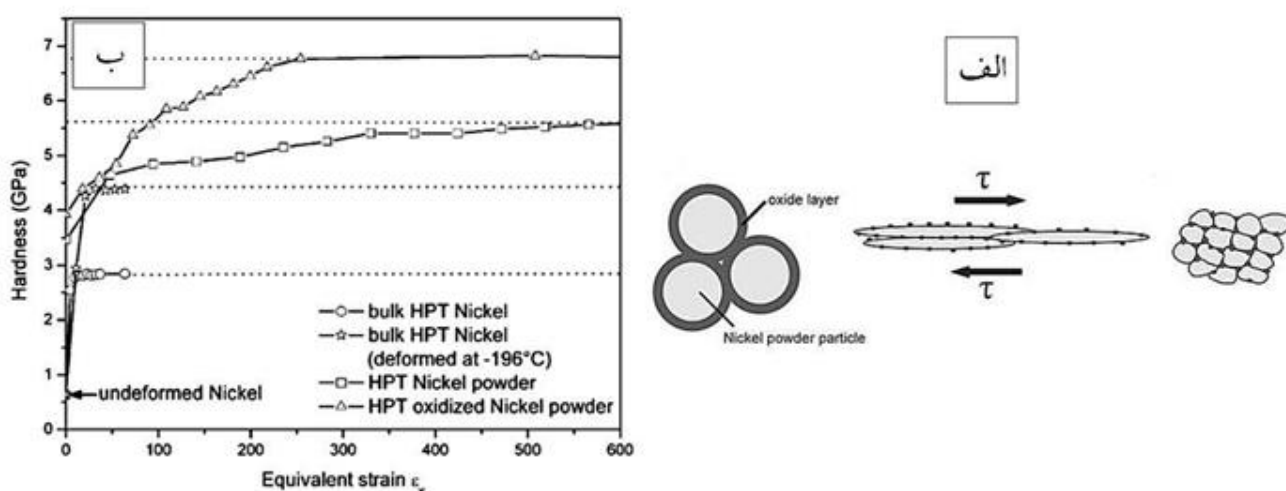 ب
7
6
5
4
3
2
1
0
Hardness (GPa)
bulk HPT Nickel
bulk HPT Nickel
(deformed at -196°C)
HPT Nickel powder
HPT oxidized Nickel powder
undeformed Nickel
0 100 200 300 400 500 600
Equivalent strain ε
الف
oxide layer
Nickel powder particle
τ
τ